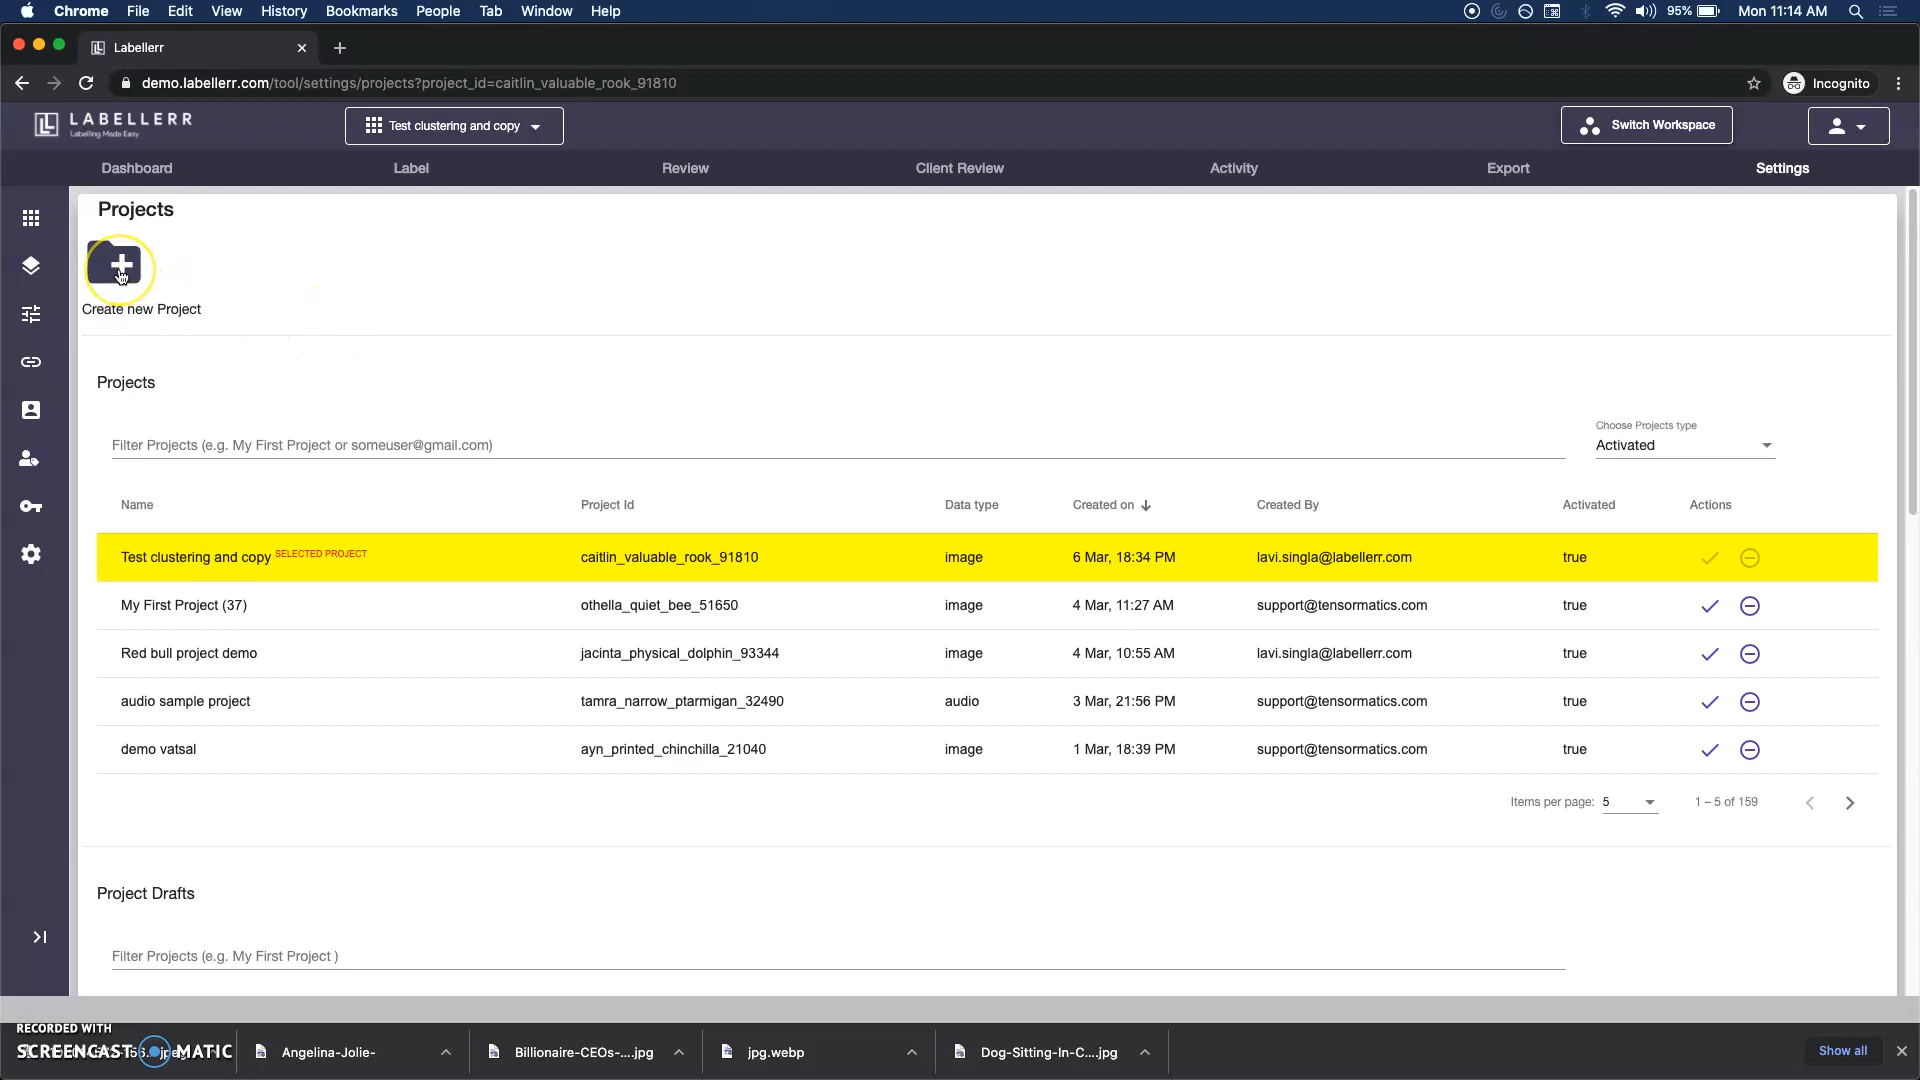 Chrome File Edit View History Bookmarks People Tab Window Help 95% Mon 11:14 AM
Labellerr
demo.labellerr.com/tool/settings/projects?project_id=caitlin_valuable_rook_91810 Incognito
LABELLERR
Labelling Made Easy
Test clustering and copy
Switch Workspace
Dashboard Label Review Client Review Activity Export Settings
Projects
Create new Project
Projects
Choose Projects type
Filter Projects (e.g. My First Project or someuser@gmail.com) Activated
Name Project Id Data type Created on Created By Activated Actions
Test clustering and copy SELECTED PROJECT caitlin_valuable_rook_91810 image 6 Mar, 18:34 PM lavi.singla@labellerr.com true
My First Project (37) othella_quiet_bee_51650 image 4 Mar, 11:27 AM support@tensormatics.com true
Red bull project demo jacinta_physical_dolphin_93344 image 4 Mar, 10:55 AM lavi.singla@labellerr.com true
audio sample project tamra_narrow_ptarmigan_32490 audio 3 Mar, 21:56 PM support@tensormatics.com true
demo vatsal ayn_printed_chinchilla_21040 image 1 Mar, 18:39 PM support@tensormatics.com true
Items per page: 5 1 – 5 of 159
Project Drafts
Filter Projects (e.g. My First Project )
RECORDED WITH
SCREENCAST MATIC
Angelina-Jolie- Billionaire-CEOs-....jpg jpg.webp Dog-Sitting-In-C....jpg Show all